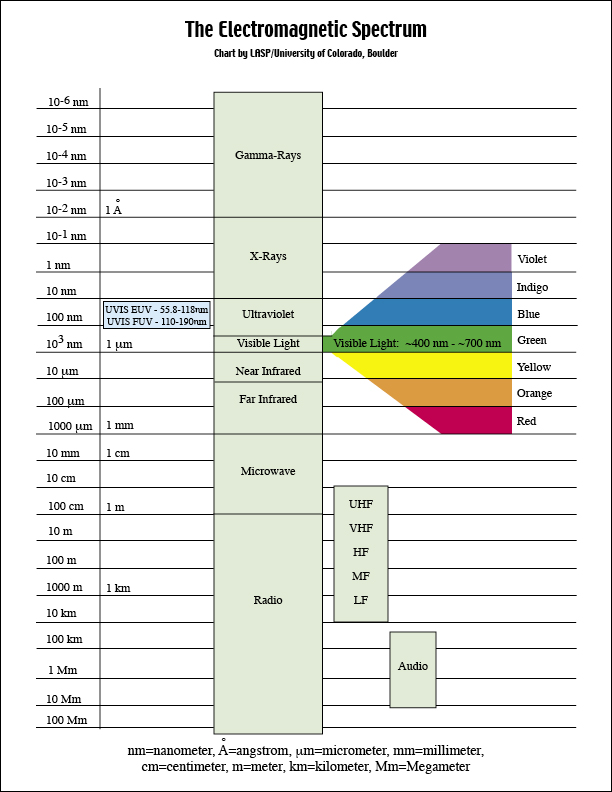 The Electromagnetic Spectrum
Chart by LASP/University of Colorado, Boulder
10-6 nm
10-5 nm
10-4 nm
Gamma-Rays
10-3 nm
10-2 nm 1 Å
10-1 nm
X-Rays
Violet
1 nm
Indigo
10 nm
UVIS EUV - 55.8-118nm
UVIS FUV - 110-190nm
100 nm
Ultraviolet
Blue
103 nm 1 μm
Visible Light
Visible Light: ~400 nm - ~700 nm
Green
10 μm
Near Infrared
Yellow
Orange
100 μm
Far Infrared
Red
1000 μm 1 mm
10 mm 1 cm
Microwave
10 cm
100 cm 1 m
UHF
10 m
VHF
HF
100 m
MF
1000 m 1 km
Radio
LF
10 km
100 km
Audio
1 Mm
10 Mm
100 Mm
nm=nanometer, Å=angstrom, μm=micrometer, mm=millimeter,
cm=centimeter, m=meter, km=kilometer, Mm=Megameter